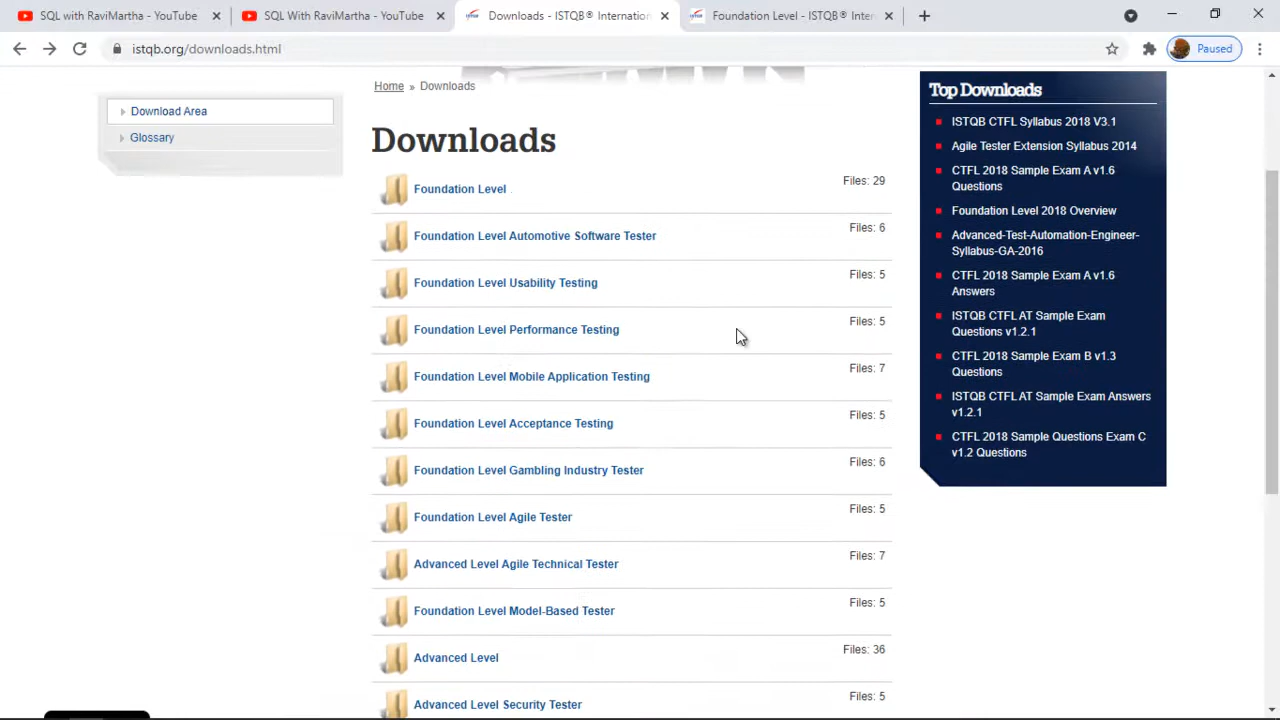 SQL with RaviMartha - YouTube
SQL With RaviMartha - YouTube
Downloads - ISTQB® Internation
Foundation Level - ISTQB® Inter
istqb.org/downloads.html
Paused
Home » Downloads
Download Area
Glossary
Downloads
Foundation Level
Files: 29
Foundation Level Automotive Software Tester
Files: 6
Foundation Level Usability Testing
Files: 5
Foundation Level Performance Testing
Files: 5
Foundation Level Mobile Application Testing
Files: 7
Foundation Level Acceptance Testing
Files: 5
Foundation Level Gambling Industry Tester
Files: 6
Foundation Level Agile Tester
Files: 5
Advanced Level Agile Technical Tester
Files: 7
Foundation Level Model-Based Tester
Files: 5
Advanced Level
Files: 36
Advanced Level Security Tester
Files: 5
Top Downloads
ISTQB CTFL Syllabus 2018 V3.1
Agile Tester Extension Syllabus 2014
CTFL 2018 Sample Exam A v1.6
Questions
Foundation Level 2018 Overview
Advanced-Test-Automation-Engineer-
Syllabus-GA-2016
CTFL 2018 Sample Exam A v1.6
Answers
ISTQB CTFL AT Sample Exam
Questions v1.2.1
CTFL 2018 Sample Exam B v1.3
Questions
ISTQB CTFL AT Sample Exam Answers
v1.2.1
CTFL 2018 Sample Questions Exam C
v1.2 Questions